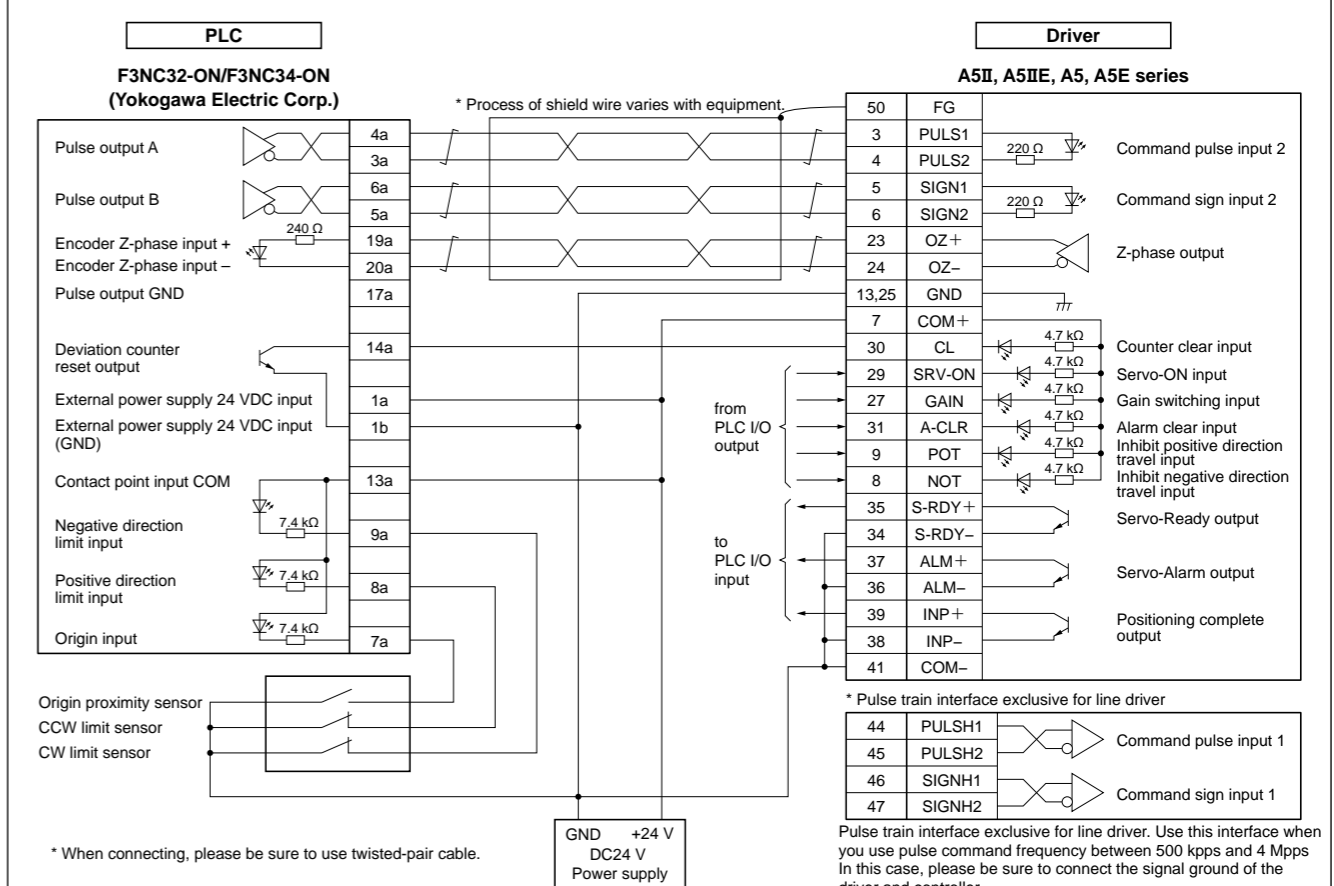 PLC
Driver
F3NC32-ON/F3NC34-ON
(Yokogawa Electric Corp.)
A5II, A5IIE, A5, A5E series
* Process of shield wire varies with equipment.
Pulse output A
4a
3a
Pulse output B
6a
5a
240 Ω
Encoder Z-phase input +
19a
Encoder Z-phase input –
20a
Pulse output GND
17a
Deviation counter
reset output
14a
External power supply 24 VDC input
1a
External power supply 24 VDC input
(GND)
1b
Contact point input COM
13a
Negative direction
limit input
7.4 kΩ
9a
Positive direction
limit input
7.4 kΩ
8a
Origin input
7.4 kΩ
7a
Origin proximity sensor
CCW limit sensor
CW limit sensor
* When connecting, please be sure to use twisted-pair cable.
GND +24 V
DC24 V
Power supply
from
PLC I/O
output
to
PLC I/O
input
50 FG
3 PULS1
4 PULS2
220 Ω
Command pulse input 2
5 SIGN1
6 SIGN2
220 Ω
Command sign input 2
23 OZ+
24 OZ–
Z-phase output
13,25 GND
7 COM+
30 CL 4.7 kΩ Counter clear input
29 SRV-ON 4.7 kΩ Servo-ON input
27 GAIN 4.7 kΩ Gain switching input
31 A-CLR 4.7 kΩ Alarm clear input
9 POT 4.7 kΩ Inhibit positive direction
travel input
8 NOT 4.7 kΩ Inhibit negative direction
travel input
35 S-RDY+
34 S-RDY–
Servo-Ready output
37 ALM+
36 ALM–
Servo-Alarm output
39 INP+
38 INP–
Positioning complete
output
41 COM–
* Pulse train interface exclusive for line driver
44 PULSH1
45 PULSH2
Command pulse input 1
46 SIGNH1
47 SIGNH2
Command sign input 1
Pulse train interface exclusive for line driver. Use this interface when
you use pulse command frequency between 500 kpps and 4 Mpps
In this case, please be sure to connect the signal ground of the
driver and controller